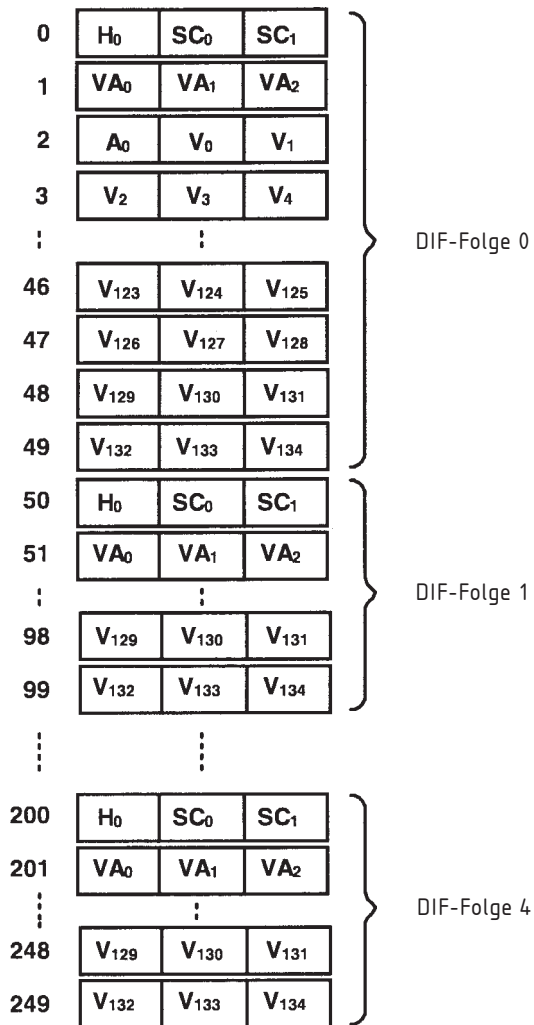 0 H₀ SC₀ SC₁
1 VA₀ VA₁ VA₂
2 A₀ V₀ V₁
3 V₂ V₃ V₄
DIF-Folge 0
46 V₁₂₃ V₁₂₄ V₁₂₅
47 V₁₂₆ V₁₂₇ V₁₂₈
48 V₁₂₉ V₁₃₀ V₁₃₁
49 V₁₃₂ V₁₃₃ V₁₃₄
50 H₀ SC₀ SC₁
51 VA₀ VA₁ VA₂
DIF-Folge 1
98 V₁₂₉ V₁₃₀ V₁₃₁
99 V₁₃₂ V₁₃₃ V₁₃₄
200 H₀ SC₀ SC₁
201 VA₀ VA₁ VA₂
DIF-Folge 4
248 V₁₂₉ V₁₃₀ V₁₃₁
249 V₁₃₂ V₁₃₃ V₁₃₄